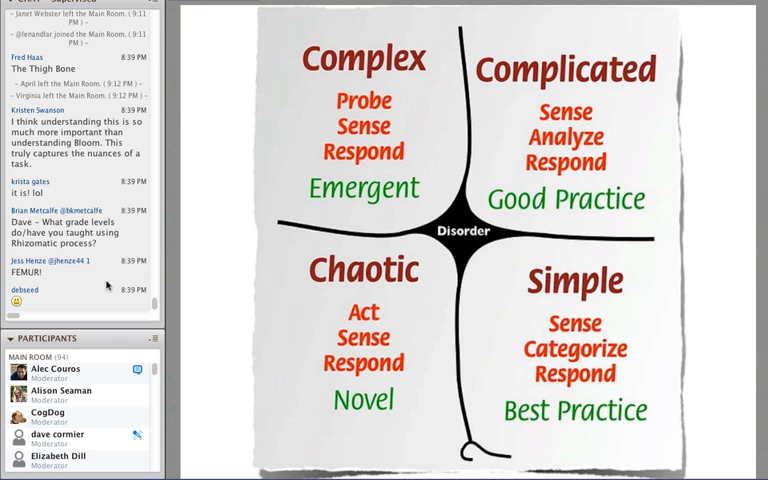 – Janet Webster left the Main Room. ( 9:11
PM ) –
– @lenandlar joined the Main Room. ( 9:11
PM ) –
Fred Haas 8:39 PM
The Thigh Bone
– April left the Main Room. ( 9:12 PM ) –
– Virginia left the Main Room. ( 9:12 PM ) –
Kristen Swanson 8:39 PM
I think understanding this is so
much more important than
understanding Bloom. This
truly captures the nuances of a
task.
krista gates 8:39 PM
it is! lol
Brian Metcalfe @bkmetcalfe 8:39 PM
Dave – What grade levels
do/have you taught using
Rhizomatic process?
Jess Henze @jhenze44 1 8:39 PM
FEMUR!
debseed 8:39 PM
PARTICIPANTS
MAIN ROOM (94)
Alec Couros
Moderator
Alison Seaman
Moderator
CogDog
Moderator
dave cormier
Moderator
Elizabeth Dill
Moderator
Complex
Probe
Sense
Respond
Emergent
Complicated
Sense
Analyze
Respond
Good Practice
Disorder
Chaotic
Act
Sense
Respond
Novel
Simple
Sense
Categorize
Respond
Best Practice